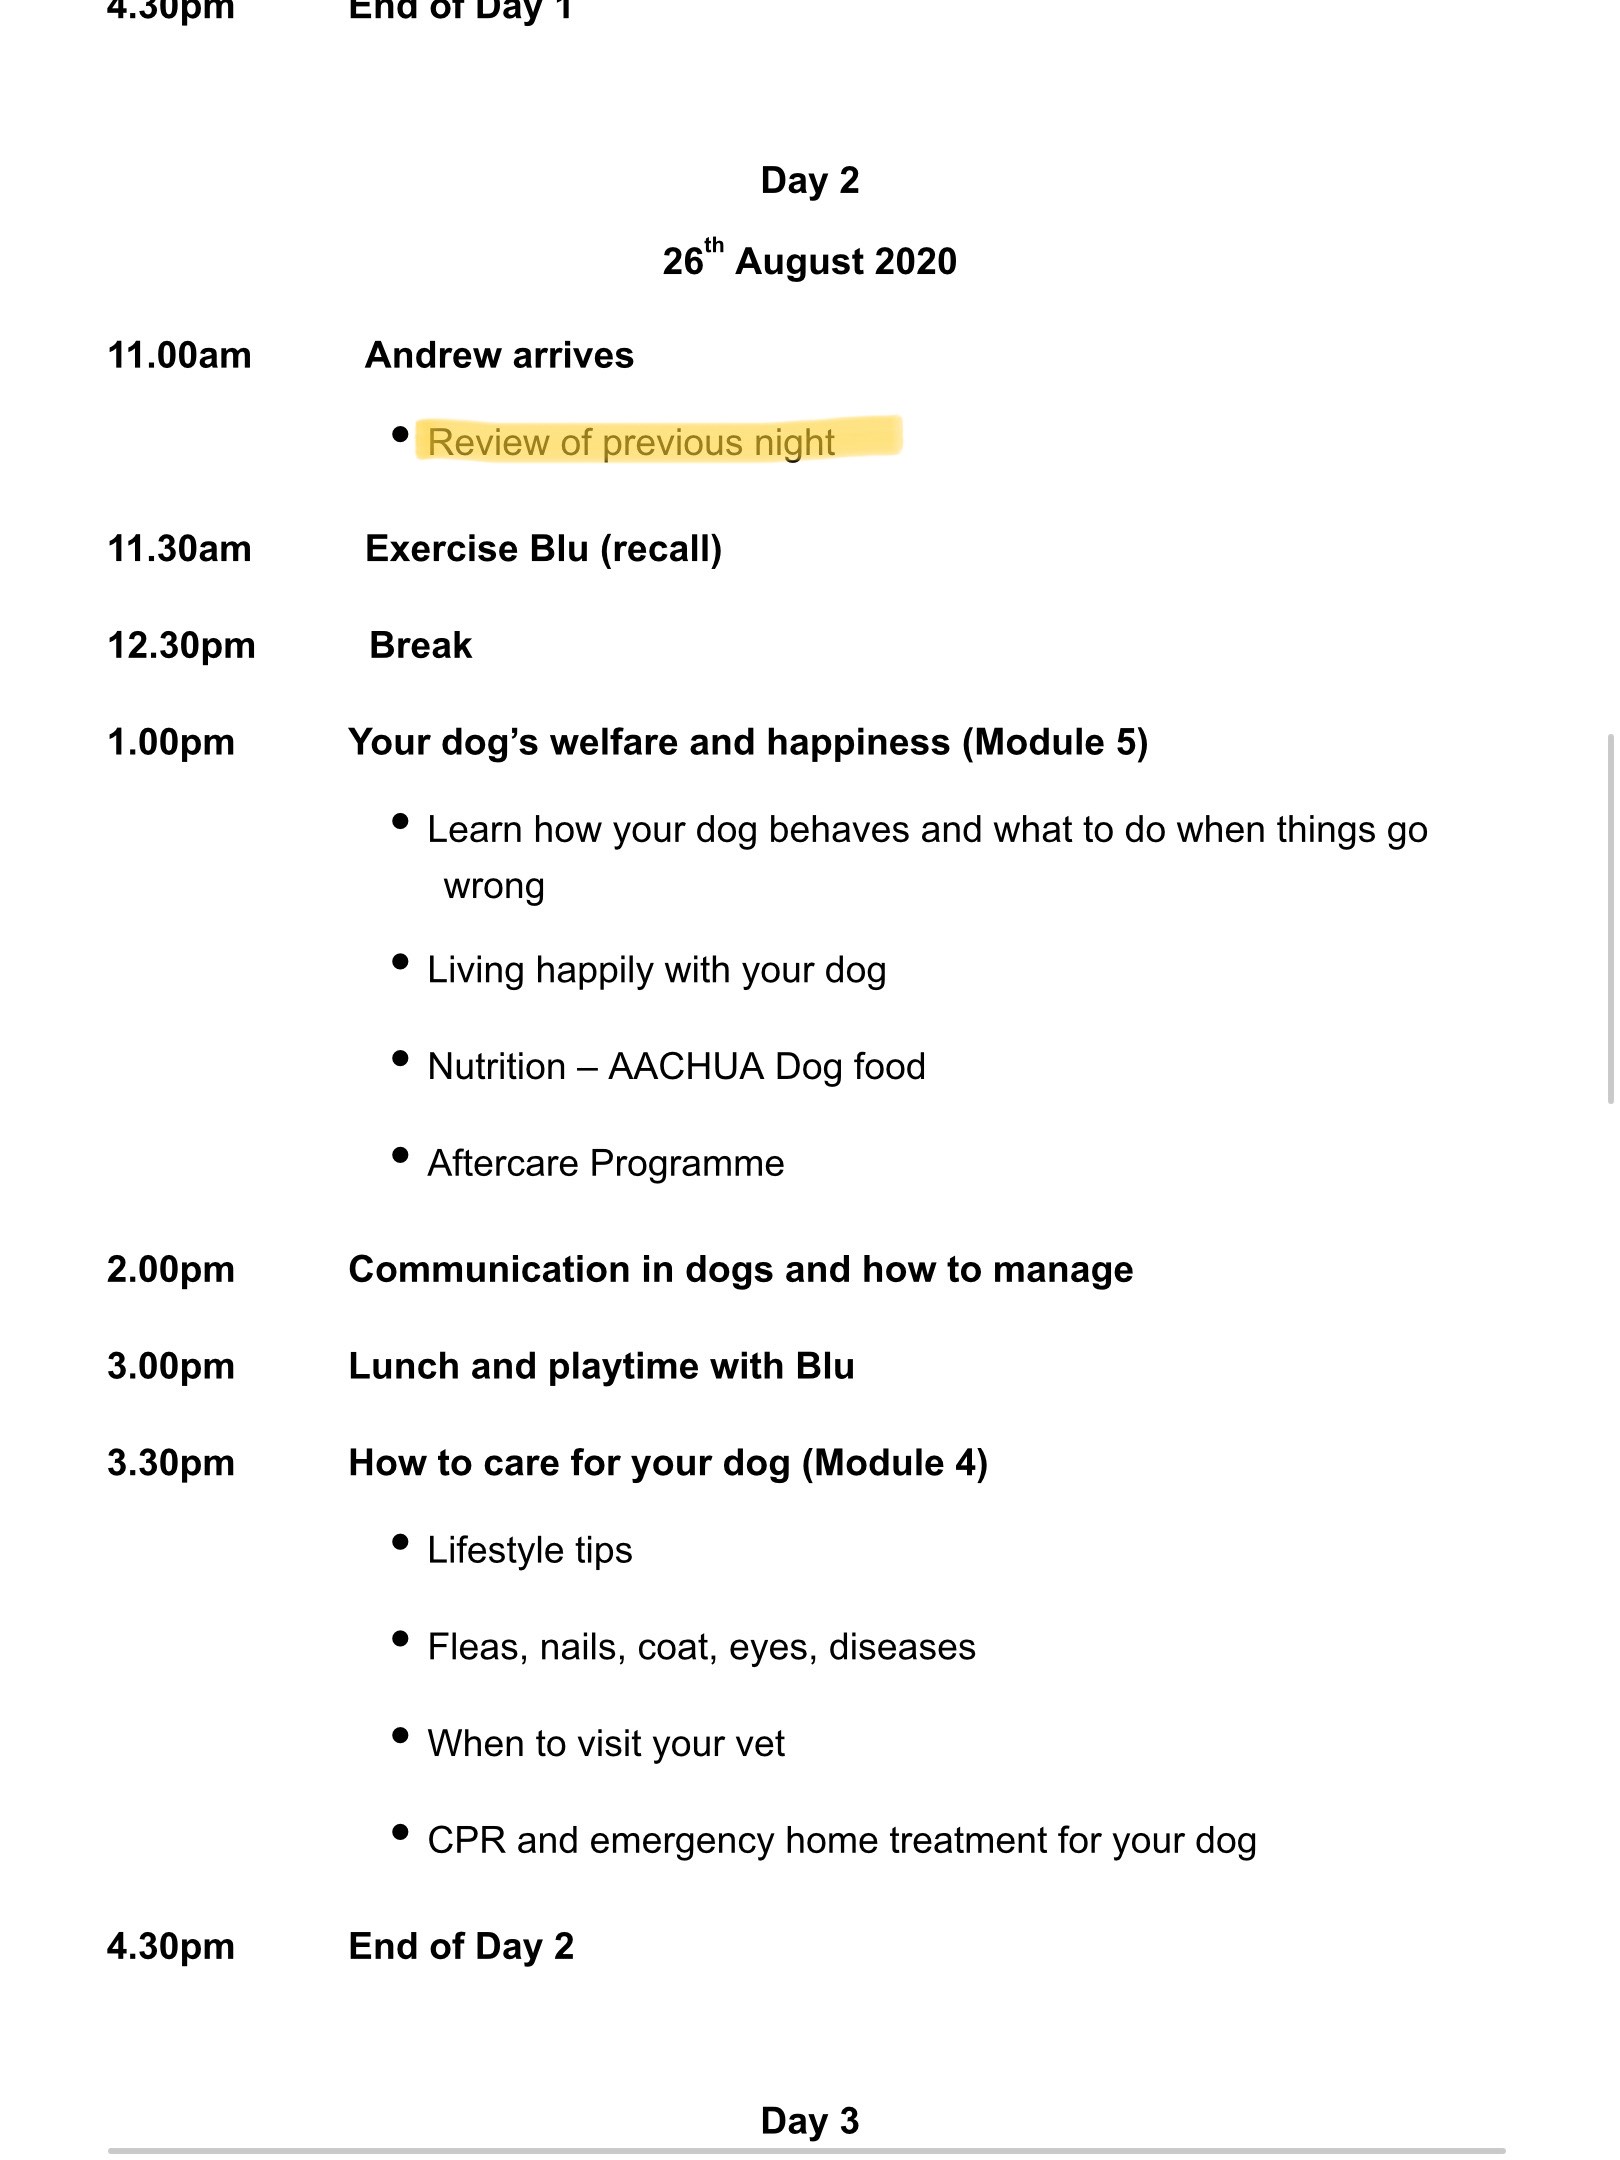 4.30pm End of Day 1
Day 2
26th August 2020
11.00am Andrew arrives
• Review of previous night
11.30am Exercise Blu (recall)
12.30pm Break
1.00pm Your dog’s welfare and happiness (Module 5)
• Learn how your dog behaves and what to do when things go
wrong
• Living happily with your dog
• Nutrition – AACHUA Dog food
• Aftercare Programme
2.00pm Communication in dogs and how to manage
3.00pm Lunch and playtime with Blu
3.30pm How to care for your dog (Module 4)
• Lifestyle tips
• Fleas, nails, coat, eyes, diseases
• When to visit your vet
• CPR and emergency home treatment for your dog
4.30pm End of Day 2
Day 3